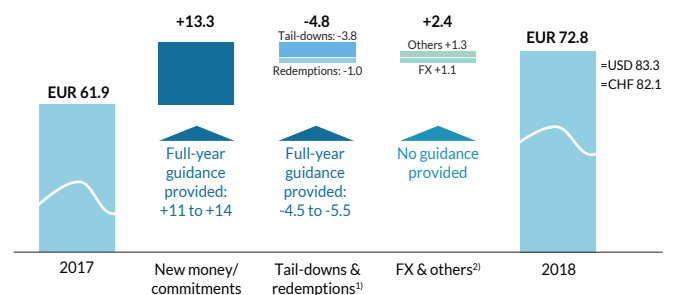 +13.3
-4.8
+2.4
Tail-downs: -3.8
Others +1.3
EUR 72.8
Redemptions: -1.0
FX +1.1
=USD 83.3
=CHF 82.1
EUR 61.9
Full-year
guidance
provided:
+11 to +14
Full-year
guidance
provided:
-4.5 to -5.5
No guidance
provided
2017
New money/
commitments
Tail-downs &
redemptions1)
FX & others2)
2018